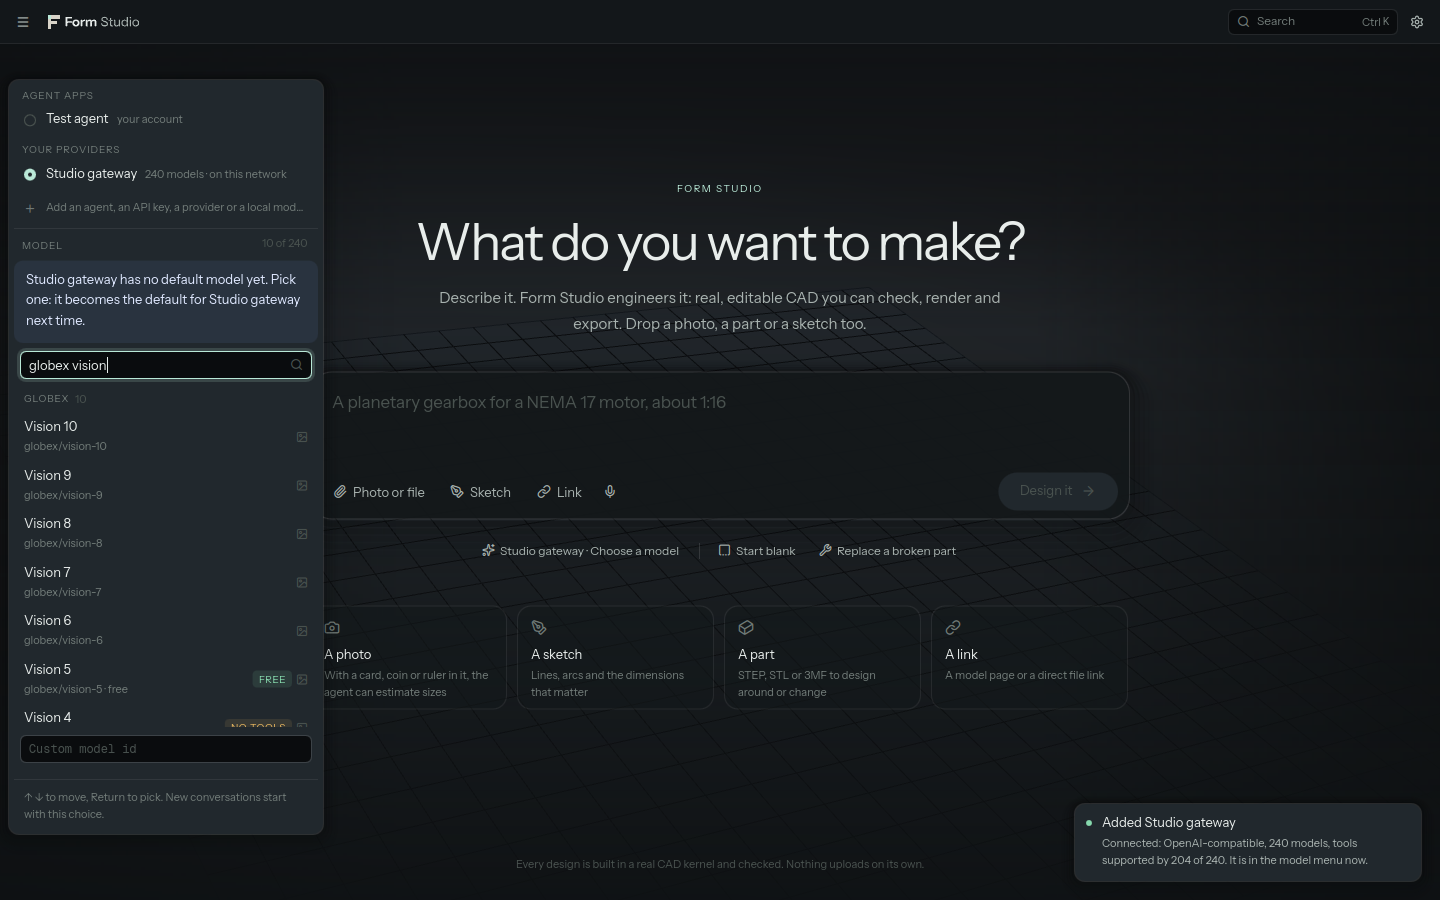 Form Studio
Search
Ctrl K
AGENT APPS
Test agent your account
YOUR PROVIDERS
Studio gateway 240 models · on this network
Add an agent, an API key, a provider or a local mod...
MODEL
10 of 240
Studio gateway has no default model yet. Pick
one: it becomes the default for Studio gateway
next time.
globex vision
GLOBEX 10
Vision 10
globex/vision-10
Vision 9
globex/vision-9
Vision 8
globex/vision-8
Vision 7
globex/vision-7
Vision 6
globex/vision-6
Vision 5
globex/vision-5 · free
FREE
Vision 4
NO TOOLS
Custom model id
↑ ↓ to move, Return to pick. New conversations start
with this choice.
FORM STUDIO
What do you want to make?
Describe it. Form Studio engineers it: real, editable CAD you can check, render and
export. Drop a photo, a part or a sketch too.
A planetary gearbox for a NEMA 17 motor, about 1:16
Photo or file
Sketch
Link
Design it
Studio gateway · Choose a model
Start blank
Replace a broken part
A photo
With a card, coin or ruler in it, the
agent can estimate sizes
A sketch
Lines, arcs and the dimensions
that matter
A part
STEP, STL or 3MF to design
around or change
A link
A model page or a direct file link
Added Studio gateway
Connected: OpenAI-compatible, 240 models, tools
supported by 204 of 240. It is in the model menu now.
Every design is built in a real CAD kernel and checked. Nothing uploads on its own.